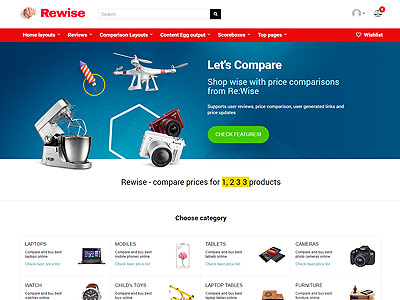 Rewise
Search
0
Home layouts
Reviews
Comparison Layouts
Content Egg output
Scoreboxes
Top pages
Wishlist
Let's Compare
Shop wise with price comparisons
from Re:Wise
Supports user reviews, price comparison, user generated links and
price updates
CHECK FEATURES!
Rewise - compare prices for 1, 2 3 3 products
Choose category
LAPTOPS
Compare and buy best
laptops online
Check best price list
MOBILES
Compare and buy best
mobiles online
Check best price list
TABLETS
Compare and buy best
tablets online
Check best price list
CAMERAS
Compare and buy best
photo cameras online
Check best price list
WATCH
Compare and buy best
watch online
CHILD'S TOYS
Compare and buy best
toys online
LAPTOP TABLES
Compare and buy best
laptop tables online
FURNITURE
Compare and buy best
furniture online